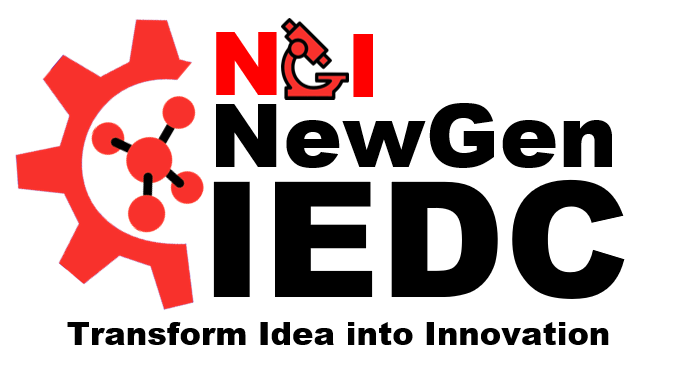 NGI
NewGen
IEDC
Transform Idea into Innovation